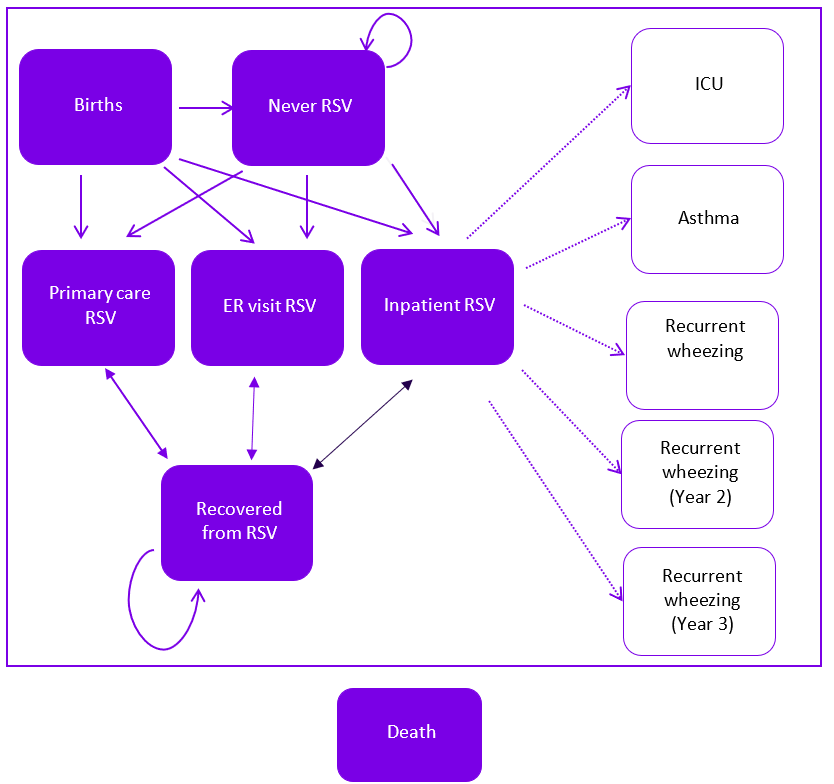 Births
Never RSV
ICU
Asthma
Primary care
RSV
ER visit RSV
Inpatient RSV
Recurrent
wheezing
Recurrent
wheezing
(Year 2)
Recovered
from RSV
Recurrent
wheezing
(Year 3)
Death